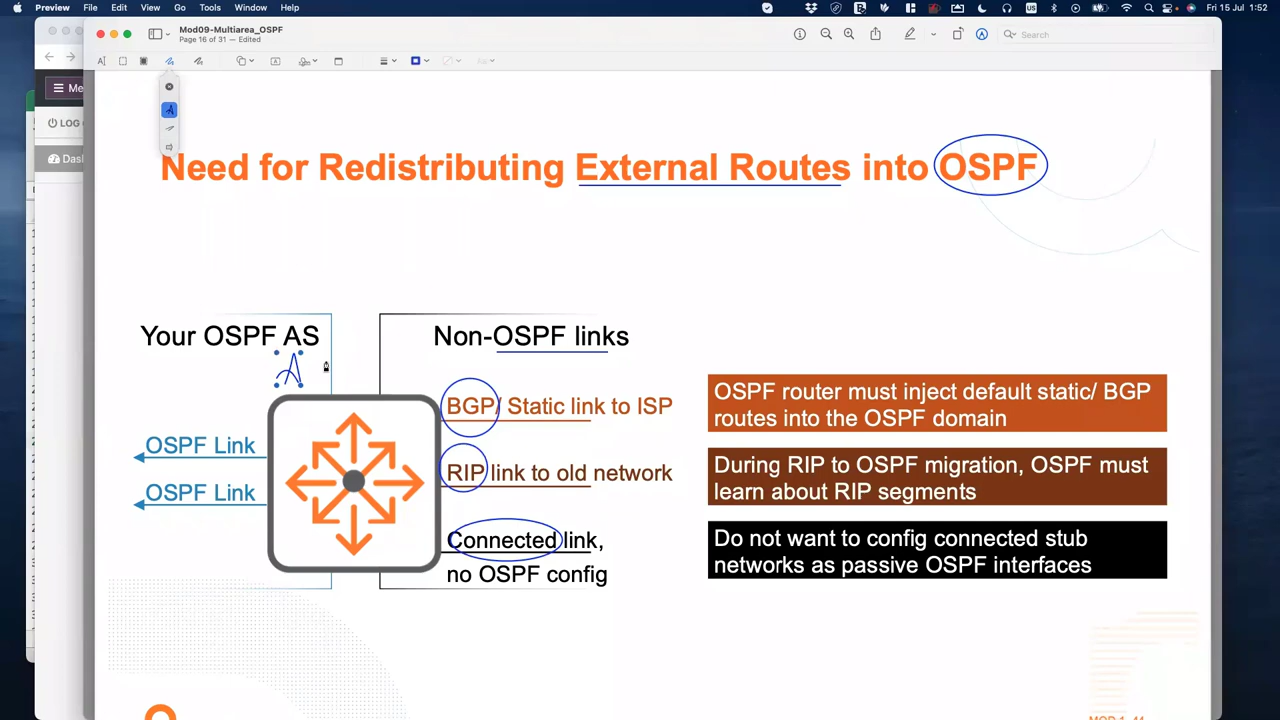 Preview File Edit View Go Tools Window Help
Fri 15 Jul 1:52
Mod09-Multiarea_OSPF
Page 16 of 31 — Edited
Search
Me
LOG
Dasl
Need for Redistributing External Routes into OSPF
Your OSPF AS
Non-OSPF links
A
BGP/ Static link to ISP
OSPF router must inject default static/ BGP
routes into the OSPF domain
OSPF Link
RIP link to old network
During RIP to OSPF migration, OSPF must
learn about RIP segments
OSPF Link
Connected link,
no OSPF config
Do not want to config connected stub
networks as passive OSPF interfaces